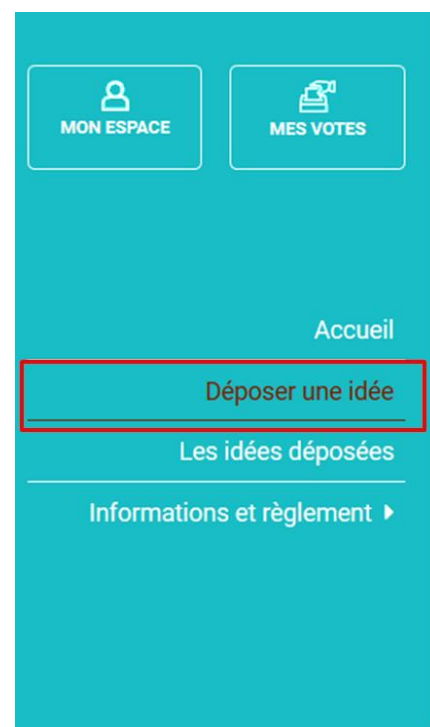 MON ESPACE
MES VOTES
Accueil
Déposer une idée
Les idées déposées
Informations et règlement